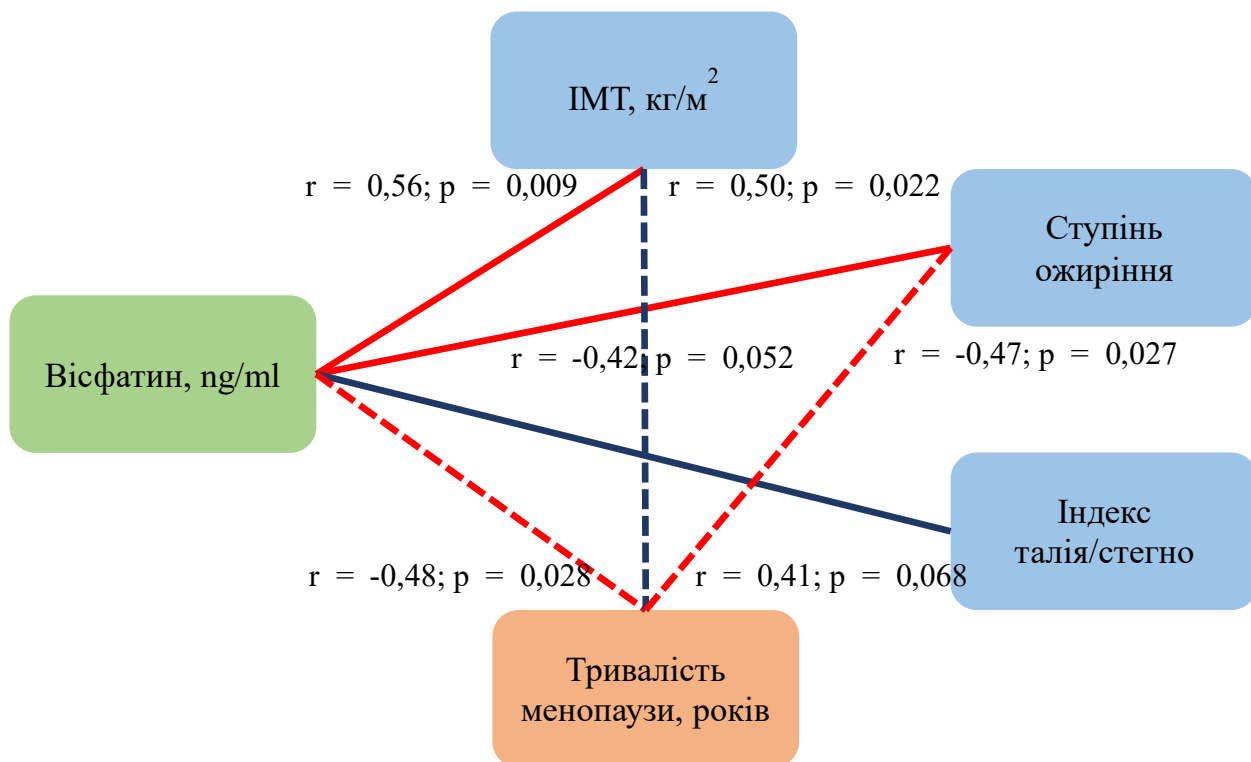 ІМТ, кг/м²
r = 0,56; p = 0,009
r = 0,50; p = 0,022
Ступінь
ожиріння
Вісфатин, ng/ml
r = -0,42; p = 0,052
r = -0,47; p = 0,027
Індекс
талія/стегно
r = -0,48; p = 0,028
r = 0,41; p = 0,068
Тривалість
менопаузи, років